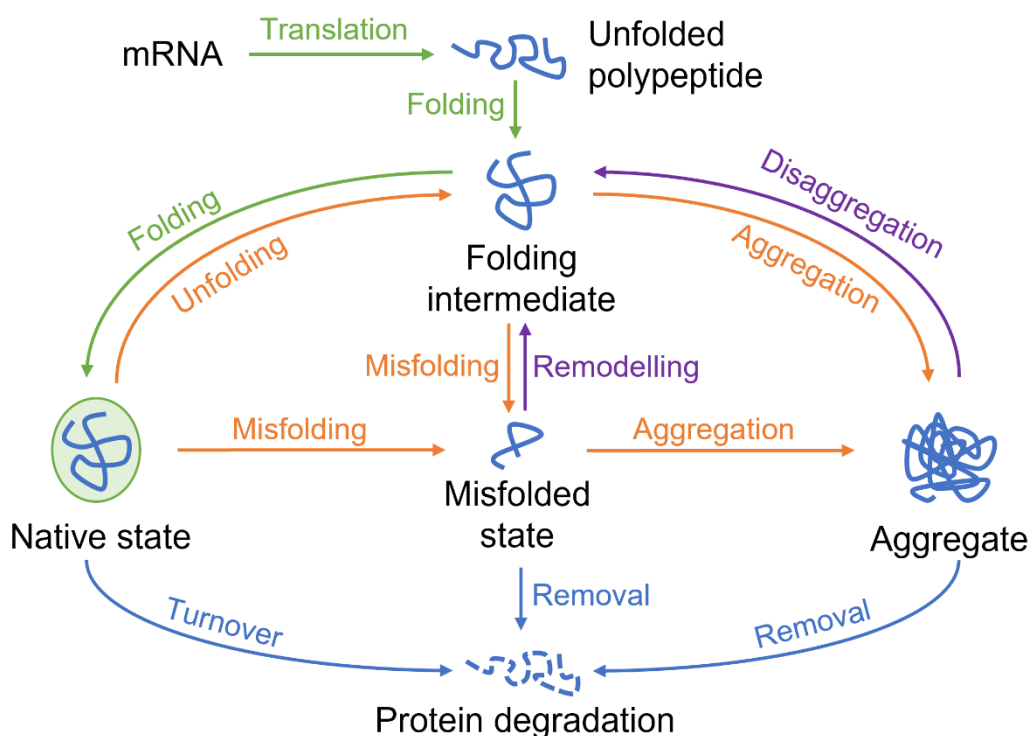 mRNA
Translation
Unfolded
polypeptide
Folding
Folding
Unfolding
Folding
intermediate
Disaggregation
Aggregation
Misfolding
Remodelling
Misfolding
Aggregation
Native state
Misfolded
state
Aggregate
Turnover
Removal
Removal
Protein degradation